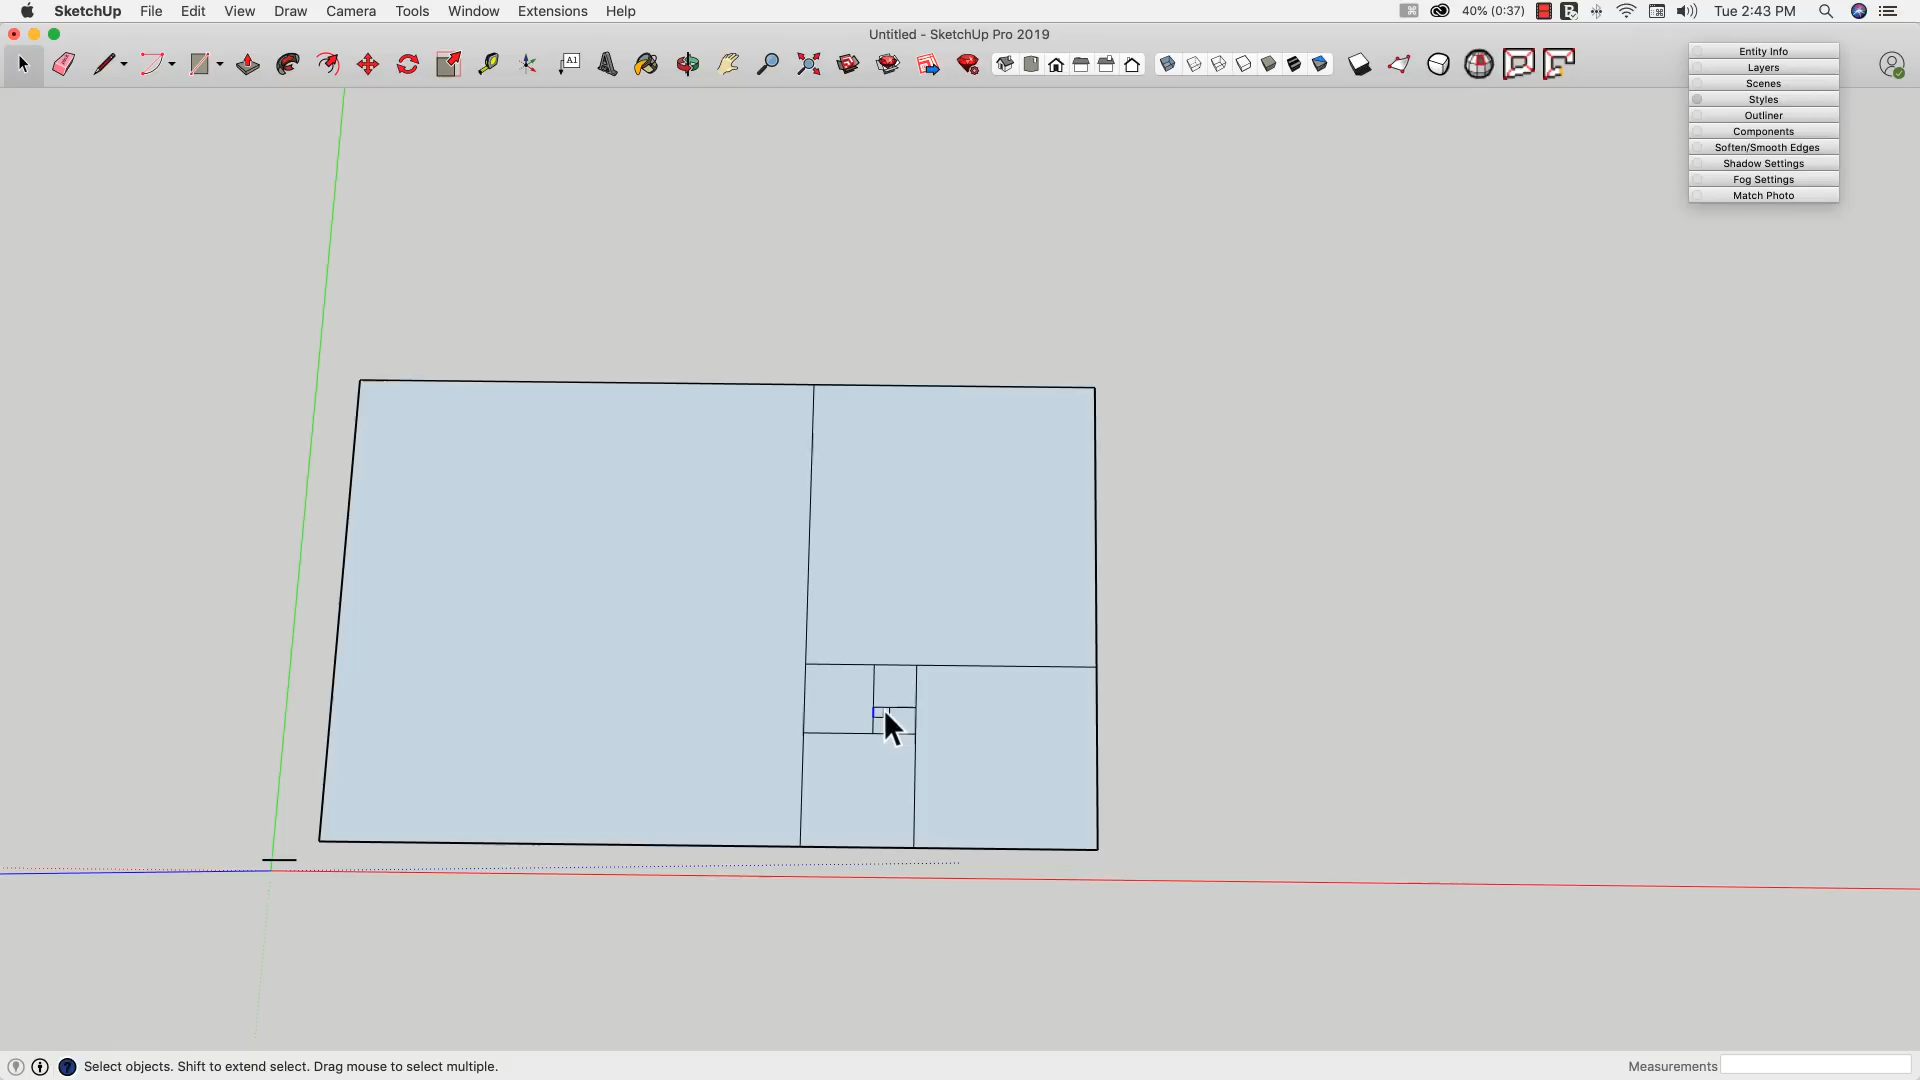 SketchUp File Edit View Draw Camera Tools Window Extensions Help 40% (0:37) Tue 2:43 PM
Untitled - SketchUp Pro 2019
A1
Entity Info
Layers
Scenes
Styles
Outliner
Components
Soften/Smooth Edges
Shadow Settings
Fog Settings
Match Photo
Select objects. Shift to extend select. Drag mouse to select multiple.
Measurements